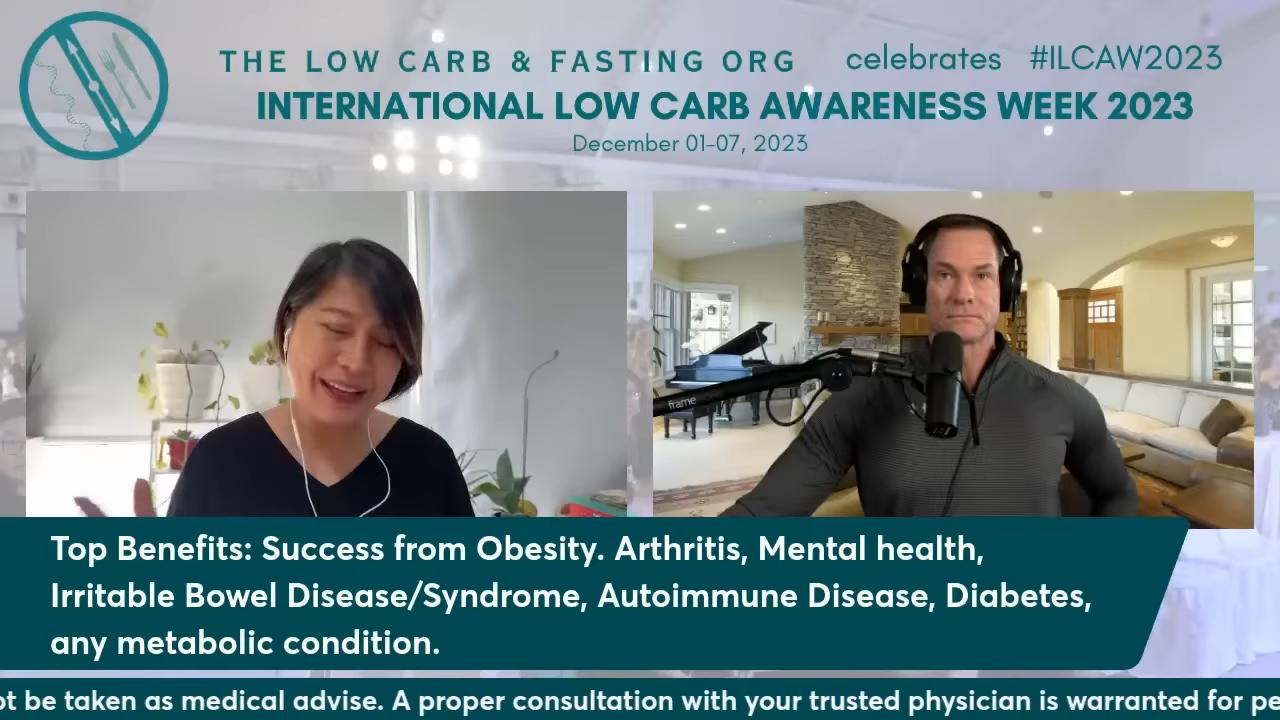 THE LOW CARB & FASTING ORG celebrates #ILCAW2023
INTERNATIONAL LOW CARB AWARENESS WEEK 2023
December 01-07, 2023
frame
Top Benefits: Success from Obesity. Arthritis, Mental health,
Irritable Bowel Disease/Syndrome, Autoimmune Disease, Diabetes,
any metabolic condition.
ot be taken as medical advise. A proper consultation with your trusted physician is warranted for pe